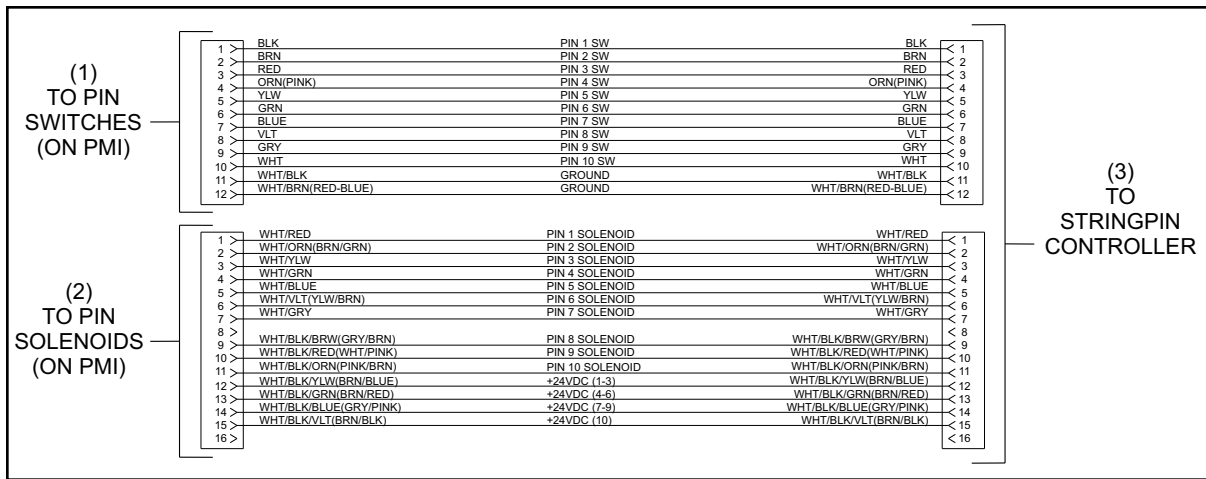 (1)
TO PIN
SWITCHES
(ON PMI)
1 BLK PIN 1 SW BLK 1
2 BRN PIN 2 SW BRN 2
3 RED PIN 3 SW RED 3
4 ORN(PINK) PIN 4 SW ORN(PINK) 4
5 YLW PIN 5 SW YLW 5
6 GRN PIN 6 SW GRN 6
7 BLUE PIN 7 SW BLUE 7
8 VLT PIN 8 SW VLT 8
9 GRY PIN 9 SW GRY 9
10 WHT PIN 10 SW WHT 10
11 WHT/BLK GROUND WHT/BLK 11
12 WHT/BRN(RED-BLUE) GROUND WHT/BRN(RED-BLUE) 12
(2)
TO PIN
SOLENOIDS
(ON PMI)
1 WHT/RED PIN 1 SOLENOID WHT/RED 1
2 WHT/ORN(BRN/GRN) PIN 2 SOLENOID WHT/ORN(BRN/GRN) 2
3 WHT/YLW PIN 3 SOLENOID WHT/YLW 3
4 WHT/GRN PIN 4 SOLENOID WHT/GRN 4
5 WHT/BLUE PIN 5 SOLENOID WHT/BLUE 5
6 WHT/VLT(YLW/BRN) PIN 6 SOLENOID WHT/VLT(YLW/BRN) 6
7 WHT/GRY PIN 7 SOLENOID WHT/GRY 7
8 8
9 WHT/BLK/BRW(GRY/BRN) PIN 8 SOLENOID WHT/BLK/BRW(GRY/BRN) 9
10 WHT/BLK/RED(WHT/PINK) PIN 9 SOLENOID WHT/BLK/RED(WHT/PINK) 10
11 WHT/BLK/ORN(PINK/BRN) PIN 10 SOLENOID WHT/BLK/ORN(PINK/BRN) 11
12 WHT/BLK/YLW(BRN/BLUE) +24VDC (1-3) WHT/BLK/YLW(BRN/BLUE) 12
13 WHT/BLK/GRN(BRN/RED) +24VDC (4-6) WHT/BLK/GRN(BRN/RED) 13
14 WHT/BLK/BLUE(GRY/PINK) +24VDC (7-9) WHT/BLK/BLUE(GRY/PINK) 14
15 WHT/BLK/VLT(BRN/BLK) +24VDC (10) WHT/BLK/VLT(BRN/BLK) 15
16 16
(3)
TO
STRINGPIN
CONTROLLER